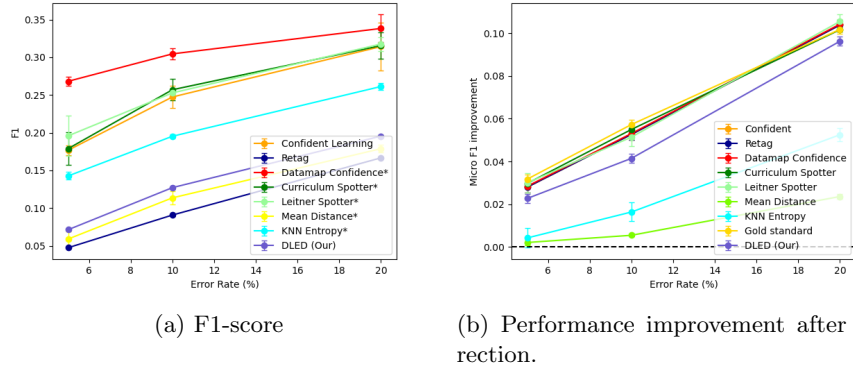 0.35
0.30
0.25
0.20
0.15
0.10
0.05
F1
6
8
10
12
14
16
18
20
Error Rate (%)
Confident Learning
Retag
Datamap Confidence*
Curriculum Spotter*
Leitner Spotter*
Mean Distance*
KNN Entropy*
DLED (Our)
(a) F1-score
0.10
0.08
0.06
0.04
0.02
0.00
Micro F1 improvement
6
8
10
12
14
16
18
20
Error Rate (%)
Confident
Retag
Datamap Confidence
Curriculum Spotter
Leitner Spotter
Mean Distance
KNN Entropy
Gold standard
DLED (Our)
(b) Performance improvement after
rection.